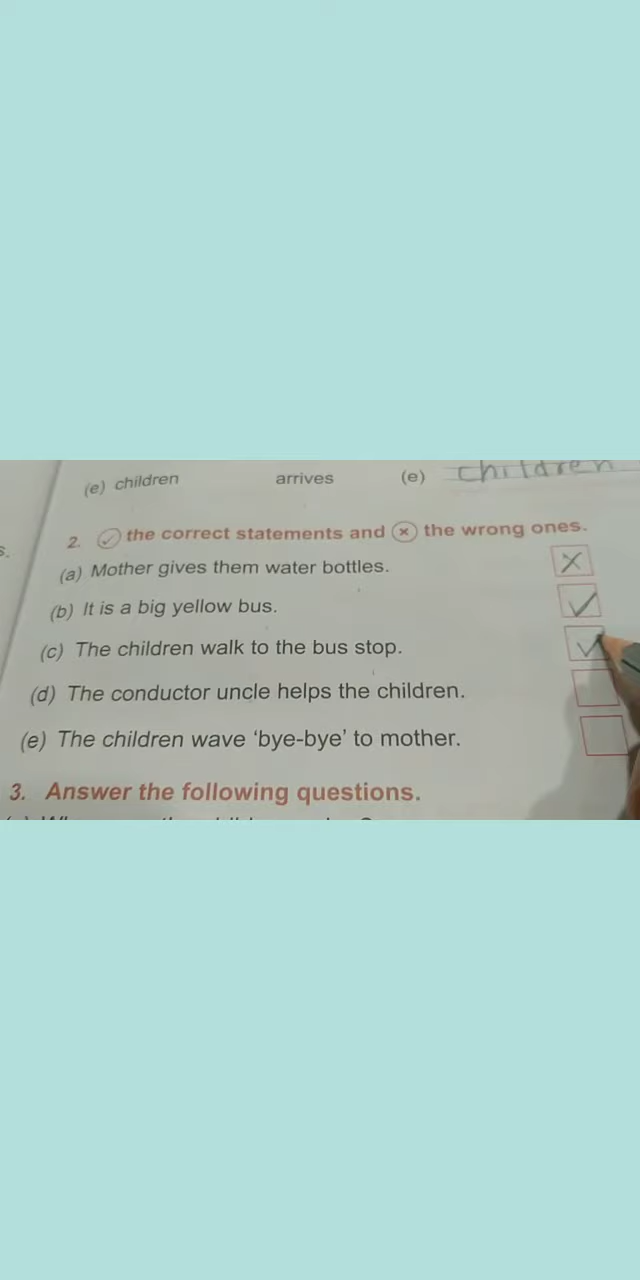 (e) children arrives (e) children
s.
2. ✓ the correct statements and × the wrong ones.
(a) Mother gives them water bottles. ×
(b) It is a big yellow bus. ✓
(c) The children walk to the bus stop. ✓
(d) The conductor uncle helps the children.
(e) The children wave ‘bye-bye’ to mother.
3. Answer the following questions.